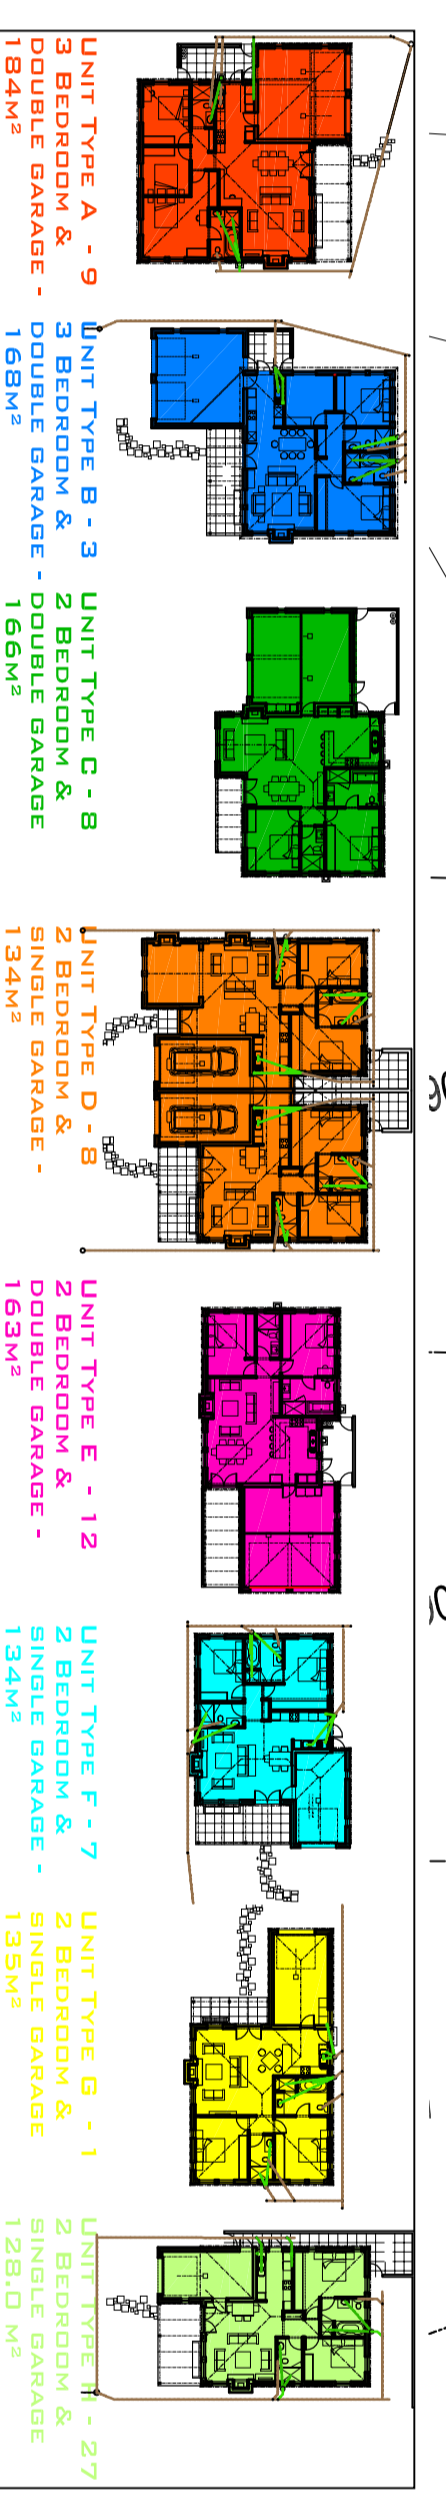 UNIT TYPE A - 9
3 BEDROOM &
DOUBLE GARAGE -
184M²
UNIT TYPE B - 3
3 BEDROOM &
DOUBLE GARAGE -
168M²
UNIT TYPE C - 8
2 BEDROOM &
DOUBLE GARAGE
166M²
UNIT TYPE D - 8
2 BEDROOM &
SINGLE GARAGE -
134M²
UNIT TYPE E - 12
2 BEDROOM &
DOUBLE GARAGE -
163M²
UNIT TYPE F - 7
2 BEDROOM &
SINGLE GARAGE -
134M²
UNIT TYPE G - 1
2 BEDROOM &
SINGLE GARAGE
135M²
UNIT TYPE H - 27
2 BEDROOM &
SINGLE GARAGE
128.0 M²